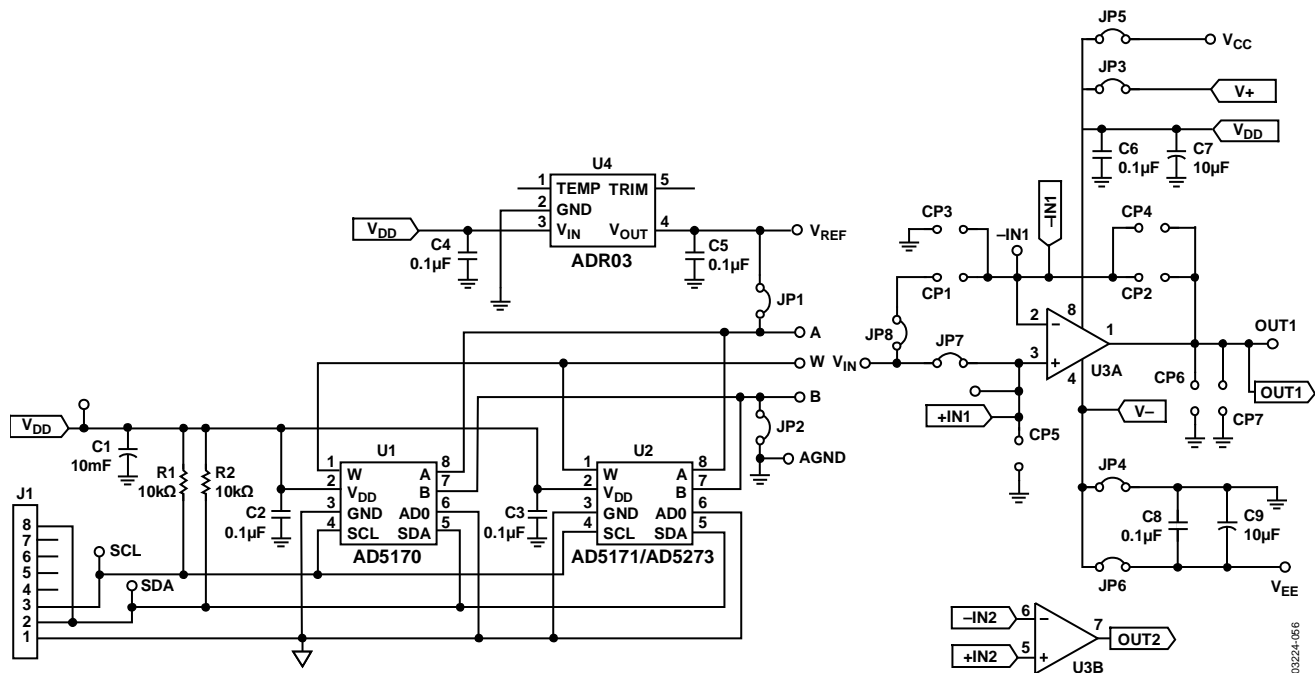 JP5
VCC
JP3
V+
VDD
C6
0.1µF
C7
10µF
U4
1
TEMP
TRIM
5
2
GND
VDD
3
VIN
VOUT
4
VREF
C4
0.1µF
ADR03
C5
0.1µF
JP1
CP3
–IN1
–IN1
CP4
CP1
CP2
JP8
2
–
8
1
OUT1
A
W
VIN
JP7
3
+
4
U3A
CP6
OUT1
CP7
B
+IN1
V–
CP5
JP2
AGND
VDD
C1
10mF
R1
10kΩ
R2
10kΩ
U1
1
W
A
8
2
VDD
B
7
3
GND
AD0
6
4
SCL
SDA
5
AD5170
C2
0.1µF
U2
1
W
A
8
2
VDD
B
7
3
GND
AD0
6
4
SCL
SDA
5
AD5171/AD5273
C3
0.1µF
JP4
C8
0.1µF
C9
10µF
JP6
VEE
J1
8
7
6
5
4
3
2
1
SCL
SDA
–IN2
6
–
7
OUT2
+IN2
5
+
U3B
03224-056